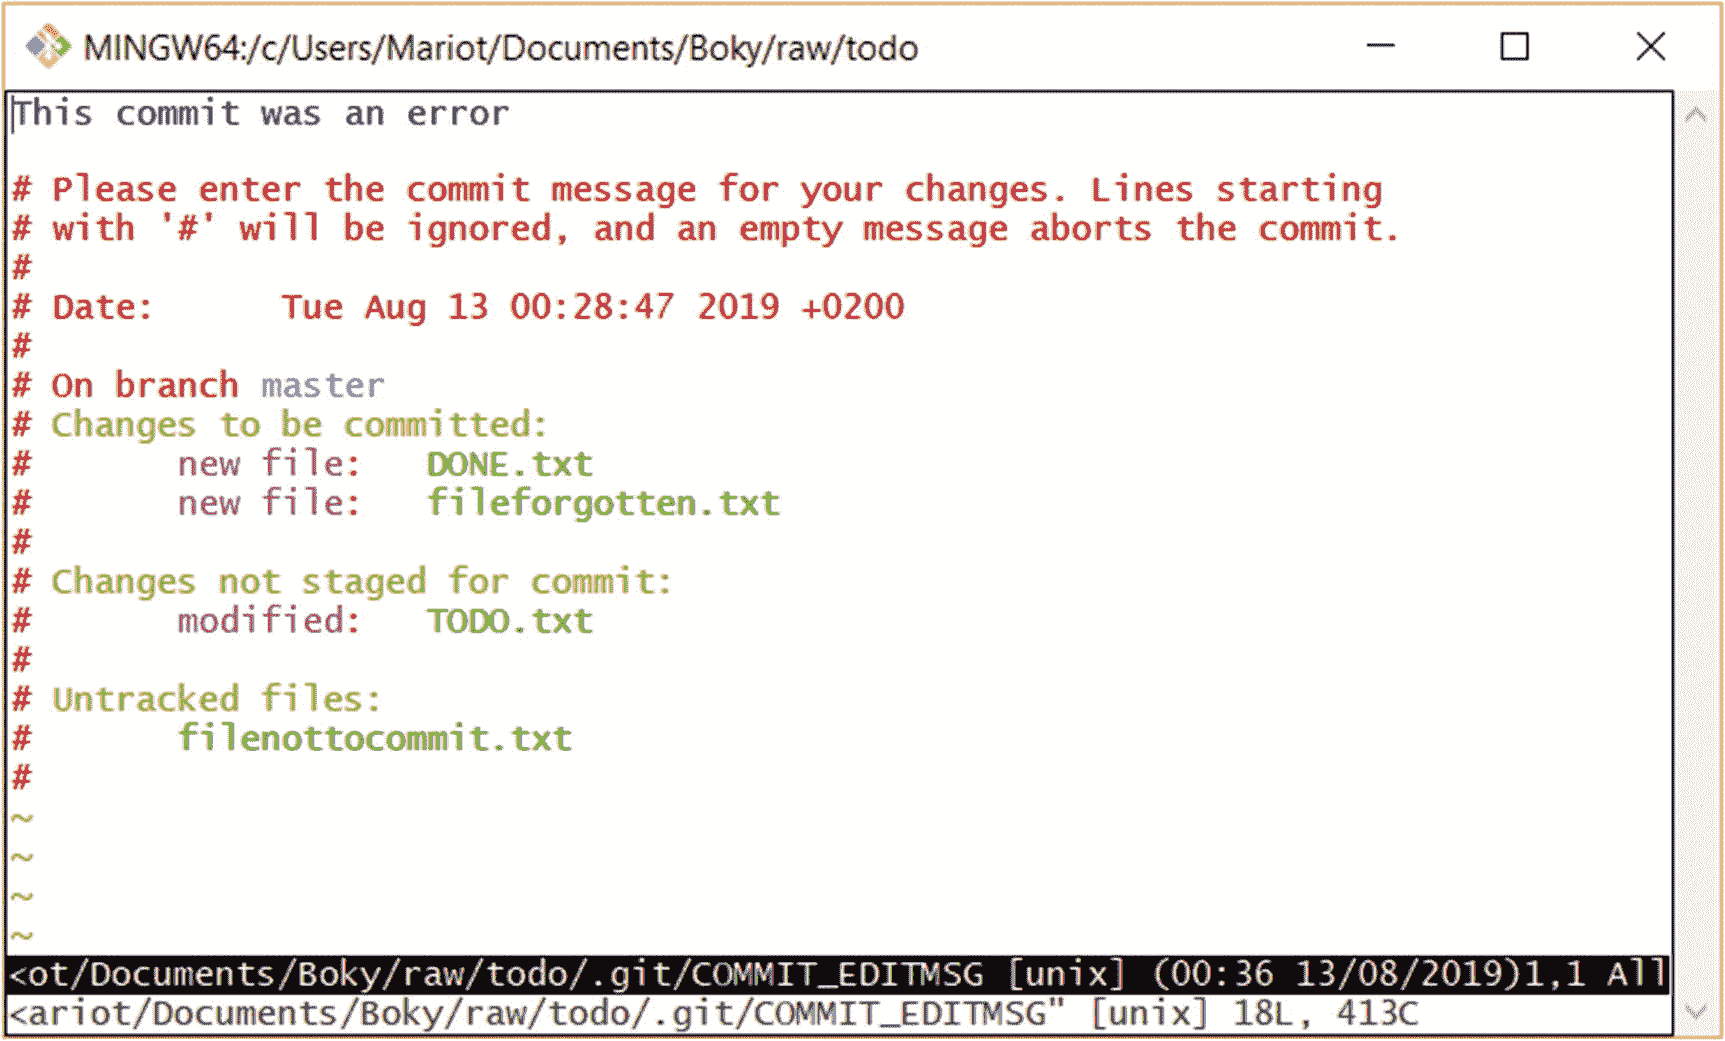 MINGW64:/c/Users/Mariot/Documents/Boky/raw/todo
This commit was an error
# Please enter the commit message for your changes. Lines starting
# with '#' will be ignored, and an empty message aborts the commit.
#
# Date:      Tue Aug 13 00:28:47 2019 +0200
#
# On branch master
# Changes to be committed:
#       new file:   DONE.txt
#       new file:   fileforgotten.txt
#
# Changes not staged for commit:
#       modified:   TODO.txt
#
# Untracked files:
#       filenottocommit.txt
#
~
~
~
~
<ot/Documents/Boky/raw/todo/.git/COMMIT_EDITMSG [unix] (00:36 13/08/2019)1,1 All
<ariot/Documents/Boky/raw/todo/.git/COMMIT_EDITMSG" [unix] 18L, 413C